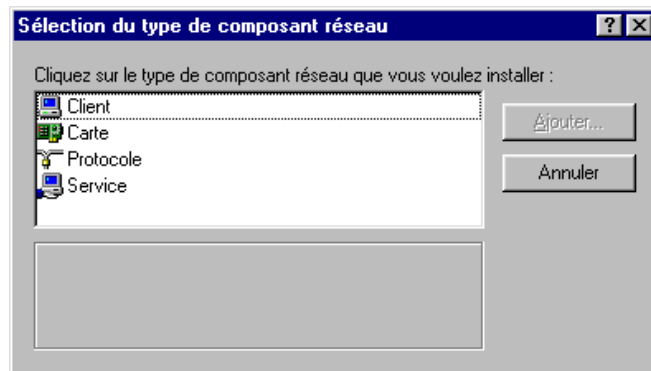 Sélection du type de composant réseau
Cliquez sur le type de composant réseau que vous voulez installer :
Client
Carte
Protocole
Service
Ajouter...
Annuler